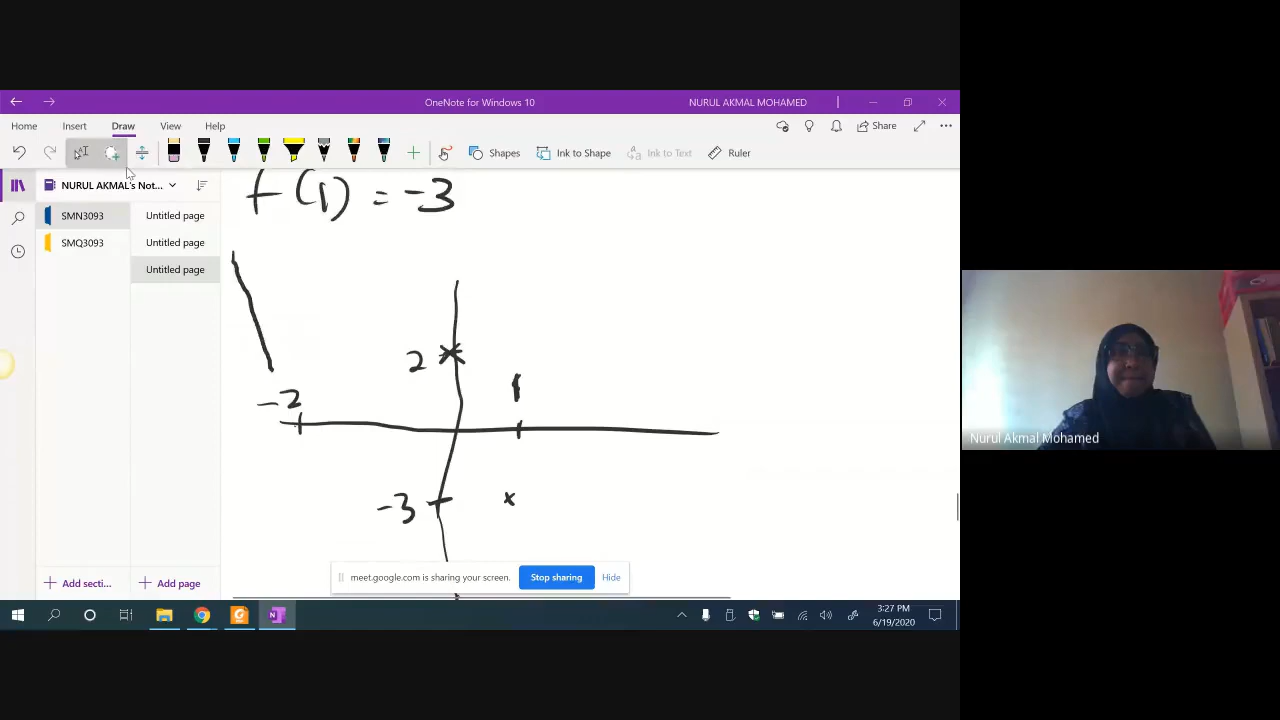 OneNote for Windows 10
NURUL AKMAL MOHAMED
Home Insert Draw View Help
Share
Shapes
Ink to Shape
Ink to Text
Ruler
NURUL AKMAL's Not...
SMN3093
SMQ3093
Untitled page
Untitled page
Untitled page
f(1) = -3
2
1
-2
-3
Nurul Akmal Mohamed
Add secti...
Add page
meet.google.com is sharing your screen.
Stop sharing
Hide
3:27 PM
6/19/2020